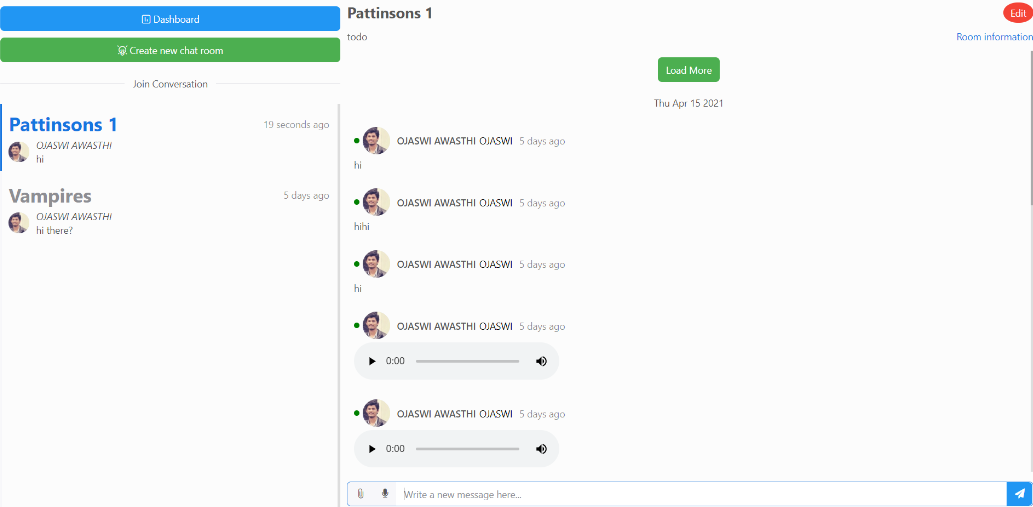 Dashboard
Create new chat room
Join Conversation
Pattinsons 1
19 seconds ago
OJASWI AWASTHI
hi
Vampires
5 days ago
OJASWI AWASTHI
hi there?
Pattinsons 1
Edit
todo
Room information
Load More
Thu Apr 15 2021
OJASWI AWASTHI OJASWI 5 days ago
hi
OJASWI AWASTHI OJASWI 5 days ago
hihi
OJASWI AWASTHI OJASWI 5 days ago
hi
OJASWI AWASTHI OJASWI 5 days ago
0:00
OJASWI AWASTHI OJASWI 5 days ago
0:00
Write a new message here...